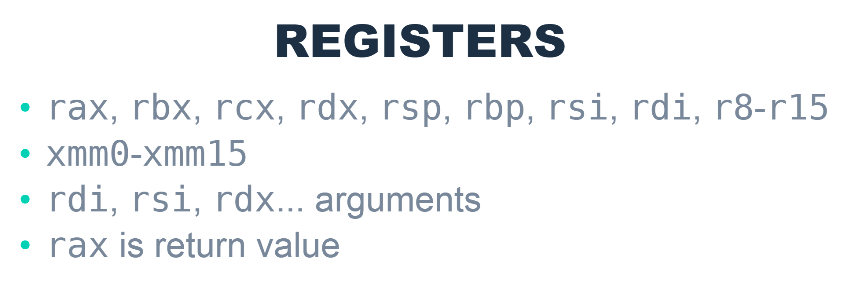 REGISTERS
• rax, rbx, rcx, rdx, rsp, rbp, rsi, rdi, r8-r15
• xmm0-xmm15
• rdi, rsi, rdx... arguments
• rax is return value